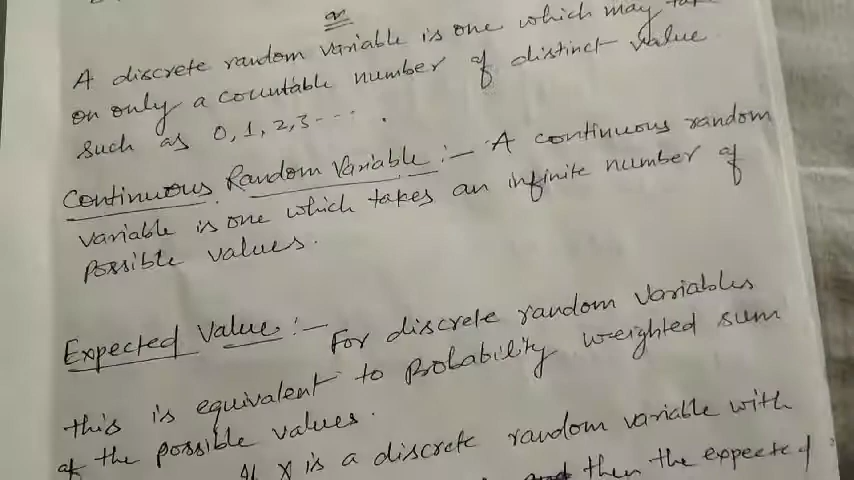 or
A discrete random variable is one which may take
on only a countable number of distinct value
such as 0, 1, 2, 3 --- .
Continuous Random Variable :- A continuous random
variable is one which takes an infinite number of
possible values.
Expected Value :- For discrete random variables
this is equivalent to probability weighted sum
of the possible values.
If X is a discrete random variable with
and then the expected